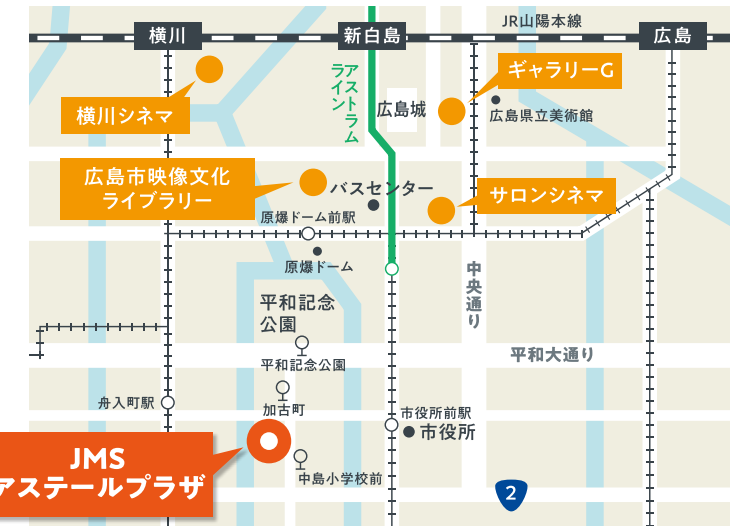 JR山陽本線
横川
新白島
広島
アストラム
ライン
ギャラリーG
広島城
広島県立美術館
横川シネマ
広島市映像文化
ライブラリー
バスセンター
サロンシネマ
原爆ドーム前駅
原爆ドーム
中央通り
平和記念
公園
平和大通り
平和記念公園
舟入町駅
加古町
市役所前駅
市役所
JMS
アステールプラザ
中島小学校前
2